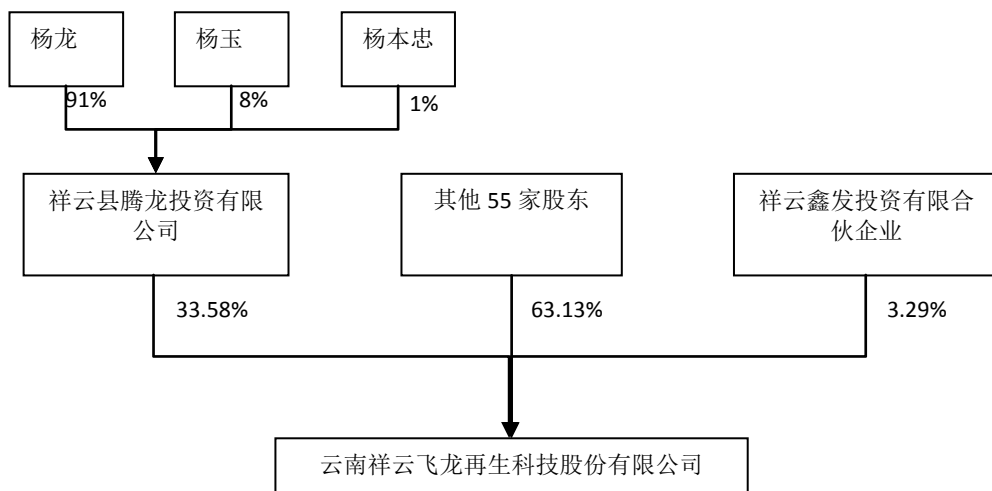 杨龙
杨玉
杨本忠
91%
8%
1%
祥云县腾龙投资有限
公司
其他 55 家股东
祥云鑫发投资有限合
伙企业
33.58%
63.13%
3.29%
云南祥云飞龙再生科技股份有限公司